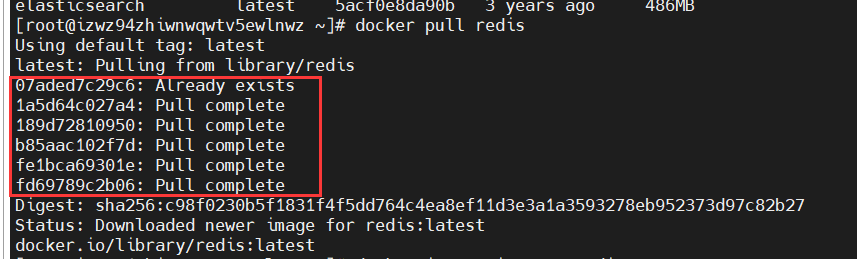 elasticsearch latest 5acf0e8da90b 3 years ago 486MB
[root@izwz94zhiwnwqwtv5ewlnwz ~]# docker pull redis
Using default tag: latest
latest: Pulling from library/redis
07aded7c29c6: Already exists
1a5d64c027a4: Pull complete
189d72810950: Pull complete
b85aac102f7d: Pull complete
fe1bca69301e: Pull complete
fd69789c2b06: Pull complete
Digest: sha256:c98f0230b5f1831f4f5dd764c4ea8ef11d3e3a1a3593278eb952373d97c82b27
Status: Downloaded newer image for redis:latest
docker.io/library/redis:latest